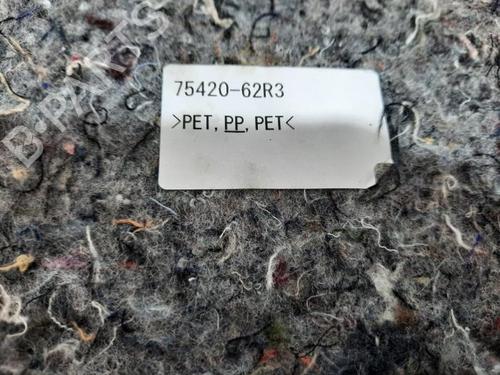 B-PARTS
75420-62R3
>PET, PP, PET<